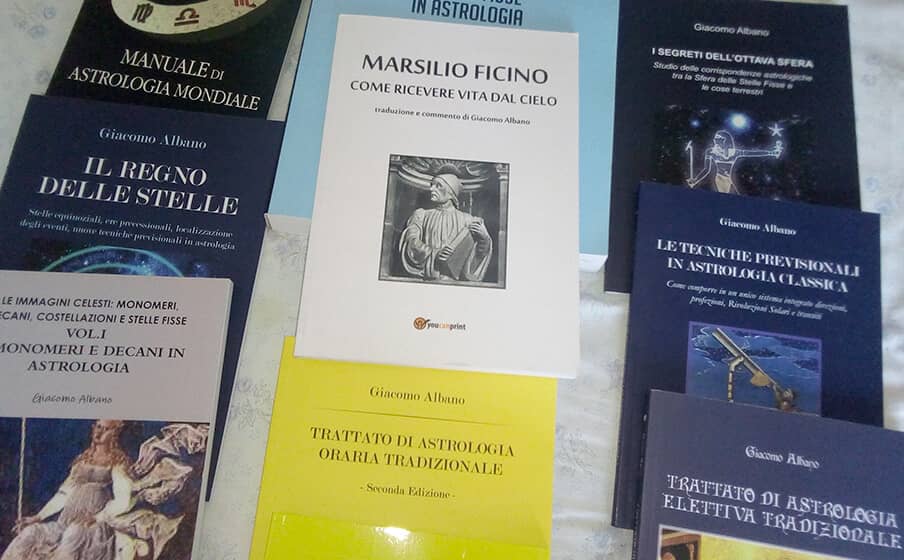 MANUALE DI
ASTROLOGIA MONDIALE
IN ASTROLOGIA
Giacomo Albano
I SEGRETI DELL'OTTAVA SFERA
Studio delle corrispondenze astrologiche
tra la Sfera delle Stelle Fisse e
le cose terrestri
MARSILIO FICINO
COME RICEVERE VITA DAL CIELO
traduzione e commento di Giacomo Albano
youcanprint
Giacomo Albano
IL REGNO
DELLE STELLE
Stelle equinoziali, ere precessionali, localizzazione
degli eventi, nuove tecniche previsionali in astrologia
Giacomo Albano
LE TECNICHE PREVISIONALI
IN ASTROLOGIA CLASSICA
Come comporre in un unico sistema integrato direzioni,
profezioni, Rivoluzioni Solari e transiti
LE IMMAGINI CELESTI: MONOMERI,
DECANI, COSTELLAZIONI E STELLE FISSE
VOL.I
MONOMERI E DECANI IN
ASTROLOGIA
Giacomo Albano
Giacomo Albano
TRATTATO DI ASTROLOGIA
ORARIA TRADIZIONALE
- Seconda Edizione -
Giacomo Albano
TRATTATO DI ASTROLOGIA
ELETTIVA TRADIZIONALE